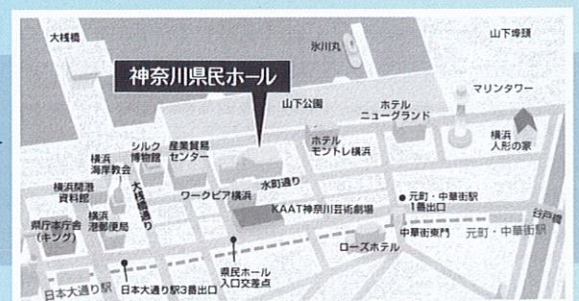 大桟橋
氷川丸
山下埠頭
神奈川県民ホール
マリンタワー
山下公園
ホテル
ニューグランド
シルク
博物館
産業貿易
センター
ホテル
モントレ横浜
横浜
人形の家
横浜
海岸教会
横浜開港
資料館
大桟橋通り
ワークピア横浜
水町通り
元町・中華街駅
1番出口
KAAT神奈川芸術劇場
県庁本庁舎
(キング)
横浜
港郵便局
谷戸橋
中華街東門
元町・中華街駅
ローズホテル
県民ホール
入口交差点
日本大通り駅
日本大通り駅3番出口